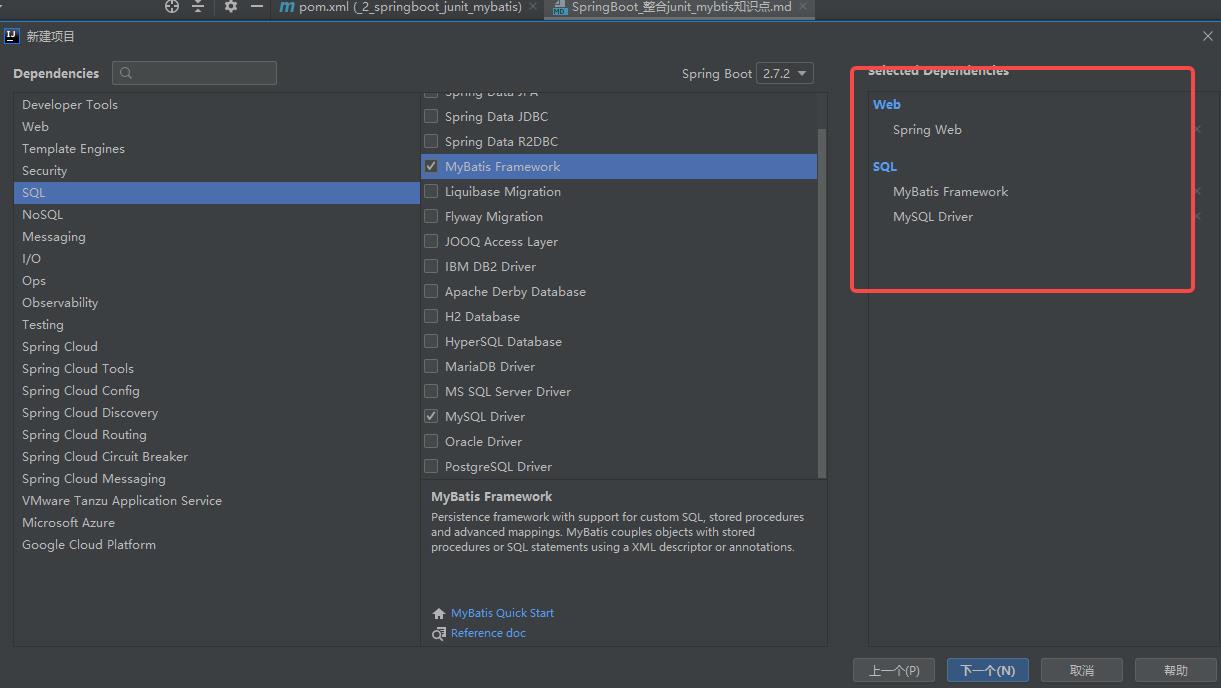 pom.xml (_2_springboot_junit_mybatis)
SpringBoot_整合junit_mybtis知识点.md
新建项目
Dependencies
Spring Boot
2.7.2
Selected Dependencies
Developer Tools
Web
Template Engines
Security
SQL
NoSQL
Messaging
I/O
Ops
Observability
Testing
Spring Cloud
Spring Cloud Tools
Spring Cloud Config
Spring Cloud Discovery
Spring Cloud Routing
Spring Cloud Circuit Breaker
Spring Cloud Messaging
VMware Tanzu Application Service
Microsoft Azure
Google Cloud Platform
Spring Data JPA
Spring Data JDBC
Spring Data R2DBC
MyBatis Framework
Liquibase Migration
Flyway Migration
JOOQ Access Layer
IBM DB2 Driver
Apache Derby Database
H2 Database
HyperSQL Database
MariaDB Driver
MS SQL Server Driver
MySQL Driver
Oracle Driver
PostgreSQL Driver
MyBatis Framework
Persistence framework with support for custom SQL, stored procedures
and advanced mappings. MyBatis couples objects with stored
procedures or SQL statements using a XML descriptor or annotations.
MyBatis Quick Start
Reference doc
Web
Spring Web
SQL
MyBatis Framework
MySQL Driver
上一个(P)
下一个(N)
取消
帮助